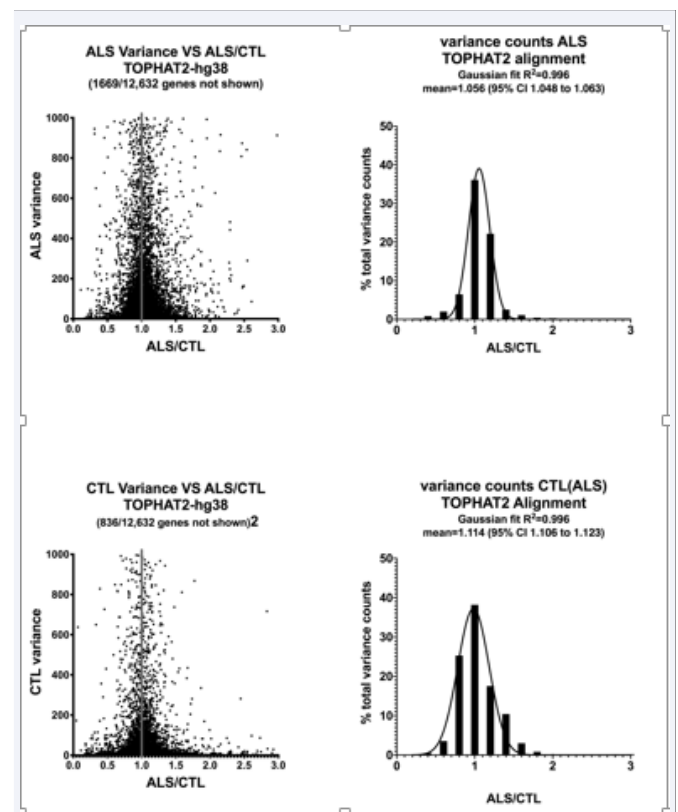 ALS Variance VS ALS/CTL
TOPHAT2-hg38
(1669/12,632 genes not shown)
1000
800
600
400
200
0
ALS variance
0.0 0.5 1.0 1.5 2.0 2.5 3.0
ALS/CTL
variance counts ALS
TOPHAT2 alignment
Gaussian fit R²=0.996
mean=1.056 (95% CI 1.048 to 1.063)
50
40
30
20
10
0
% total variance counts
0 1 2 3
ALS/CTL
CTL Variance VS ALS/CTL
TOPHAT2-hg38
(836/12,632 genes not shown)2
1000
800
600
400
200
0
CTL variance
0.0 0.5 1.0 1.5 2.0 2.5 3.0
ALS/CTL
variance counts CTL(ALS)
TOPHAT2 Alignment
Gaussian fit R²=0.996
mean=1.114 (95% CI 1.106 to 1.123)
50
40
30
20
10
0
% total variance counts
0 1 2 3
ALS/CTL